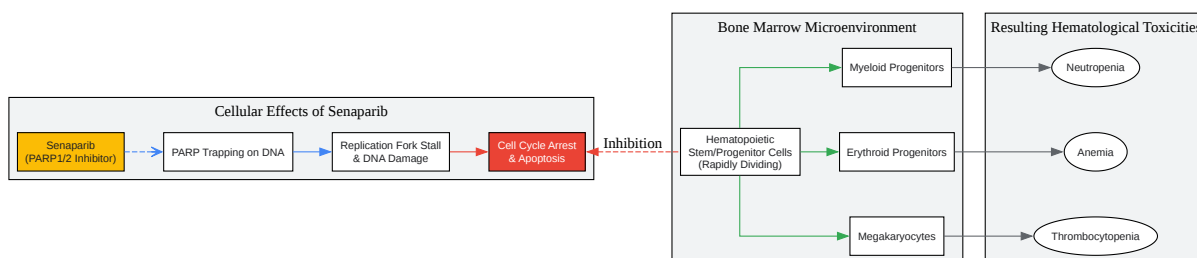 Cellular Effects of Senaparib
Senaparib
(PARP1/2 Inhibitor)
PARP Trapping on DNA
Replication Fork Stall
& DNA Damage
Cell Cycle Arrest
& Apoptosis
Inhibition
Bone Marrow Microenvironment
Hematopoietic
Stem/Progenitor Cells
(Rapidly Dividing)
Myeloid Progenitors
Erythroid Progenitors
Megakaryocytes
Resulting Hematological Toxicities
Neutropenia
Anemia
Thrombocytopenia